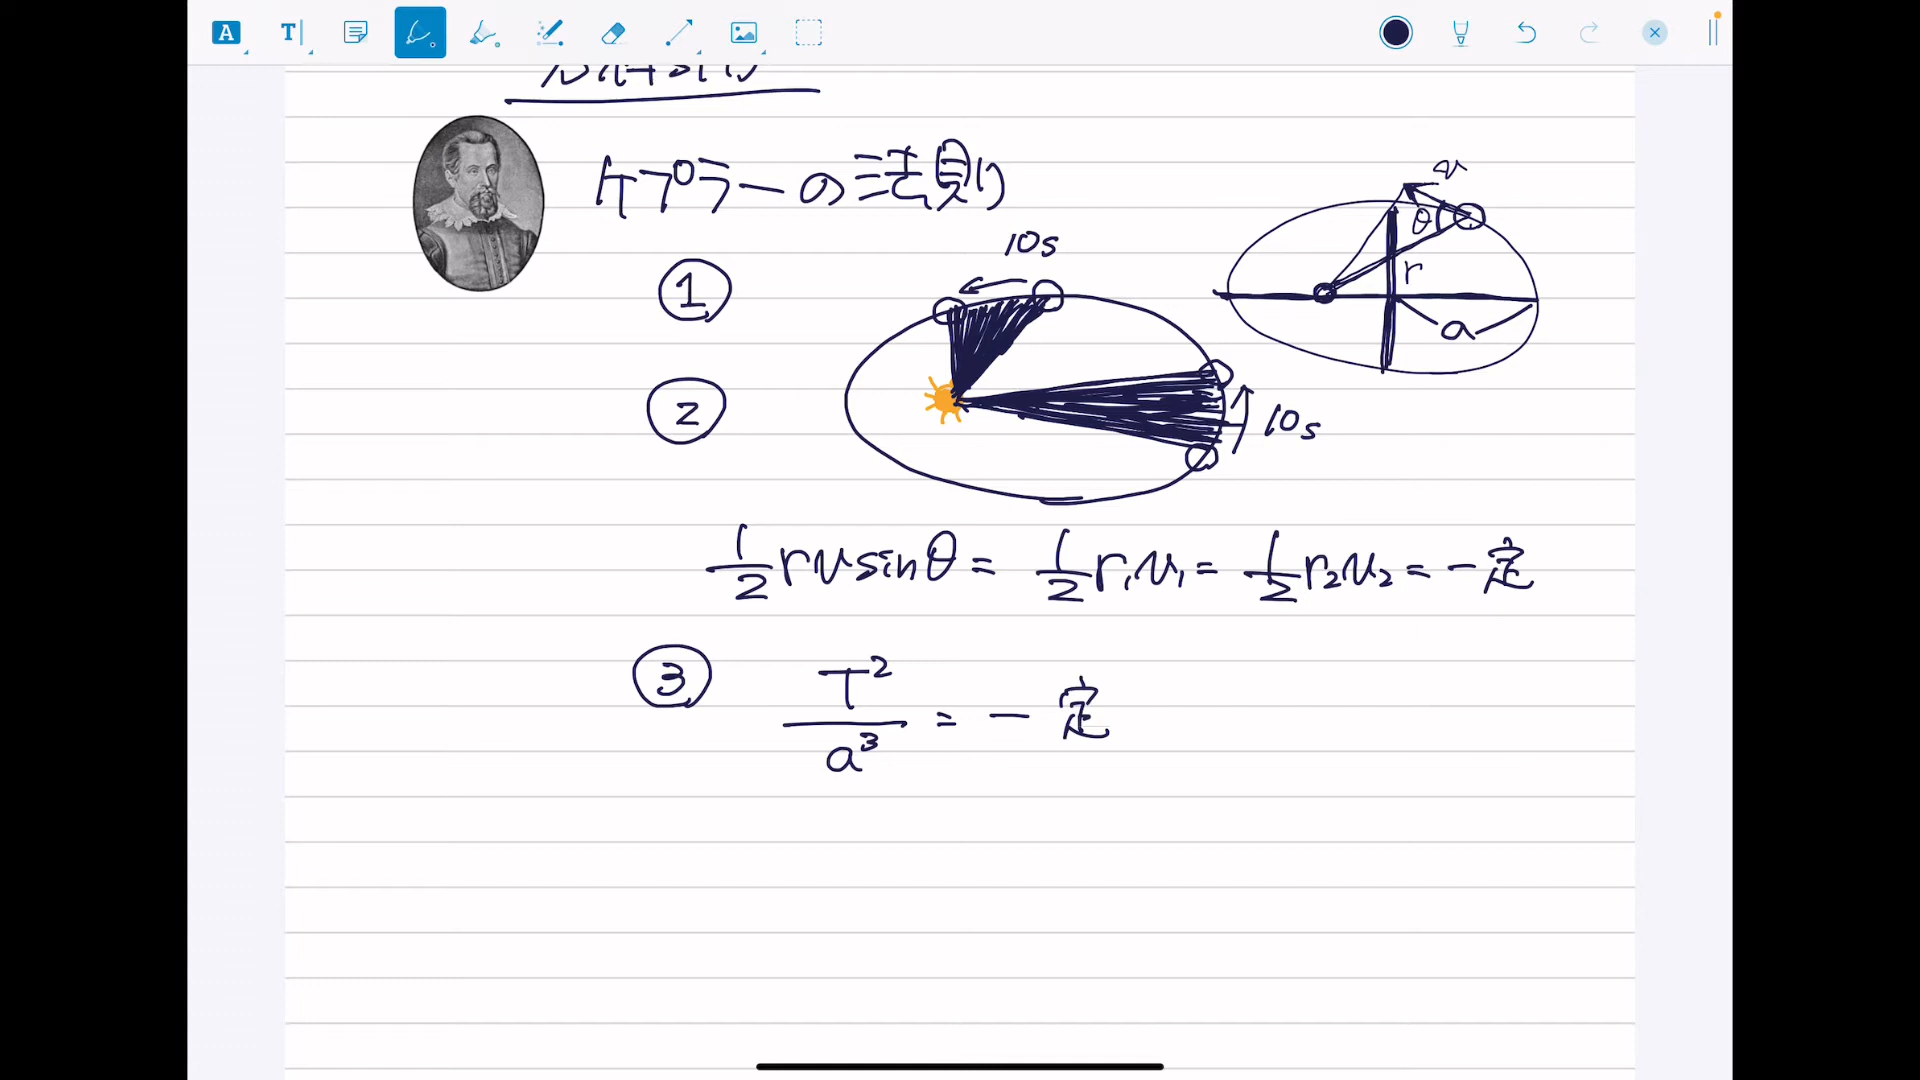 ケプラーの法則
v
θ
10s
r
①
a
②
10s
1/2 rv sinθ = 1/2 r₁v₁ = 1/2 r₂v₂ = 一定
③ T²/a³ = 一定